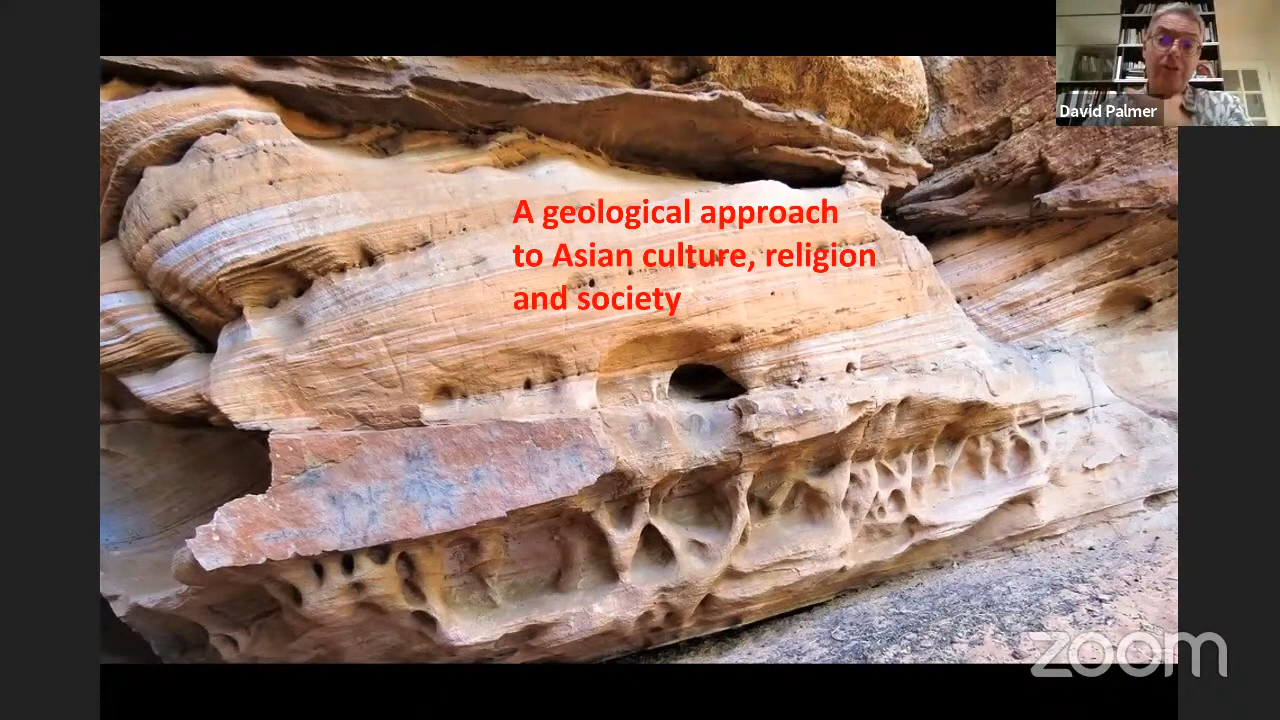 David Palmer
A geological approach
to Asian culture, religion
and society
zoom